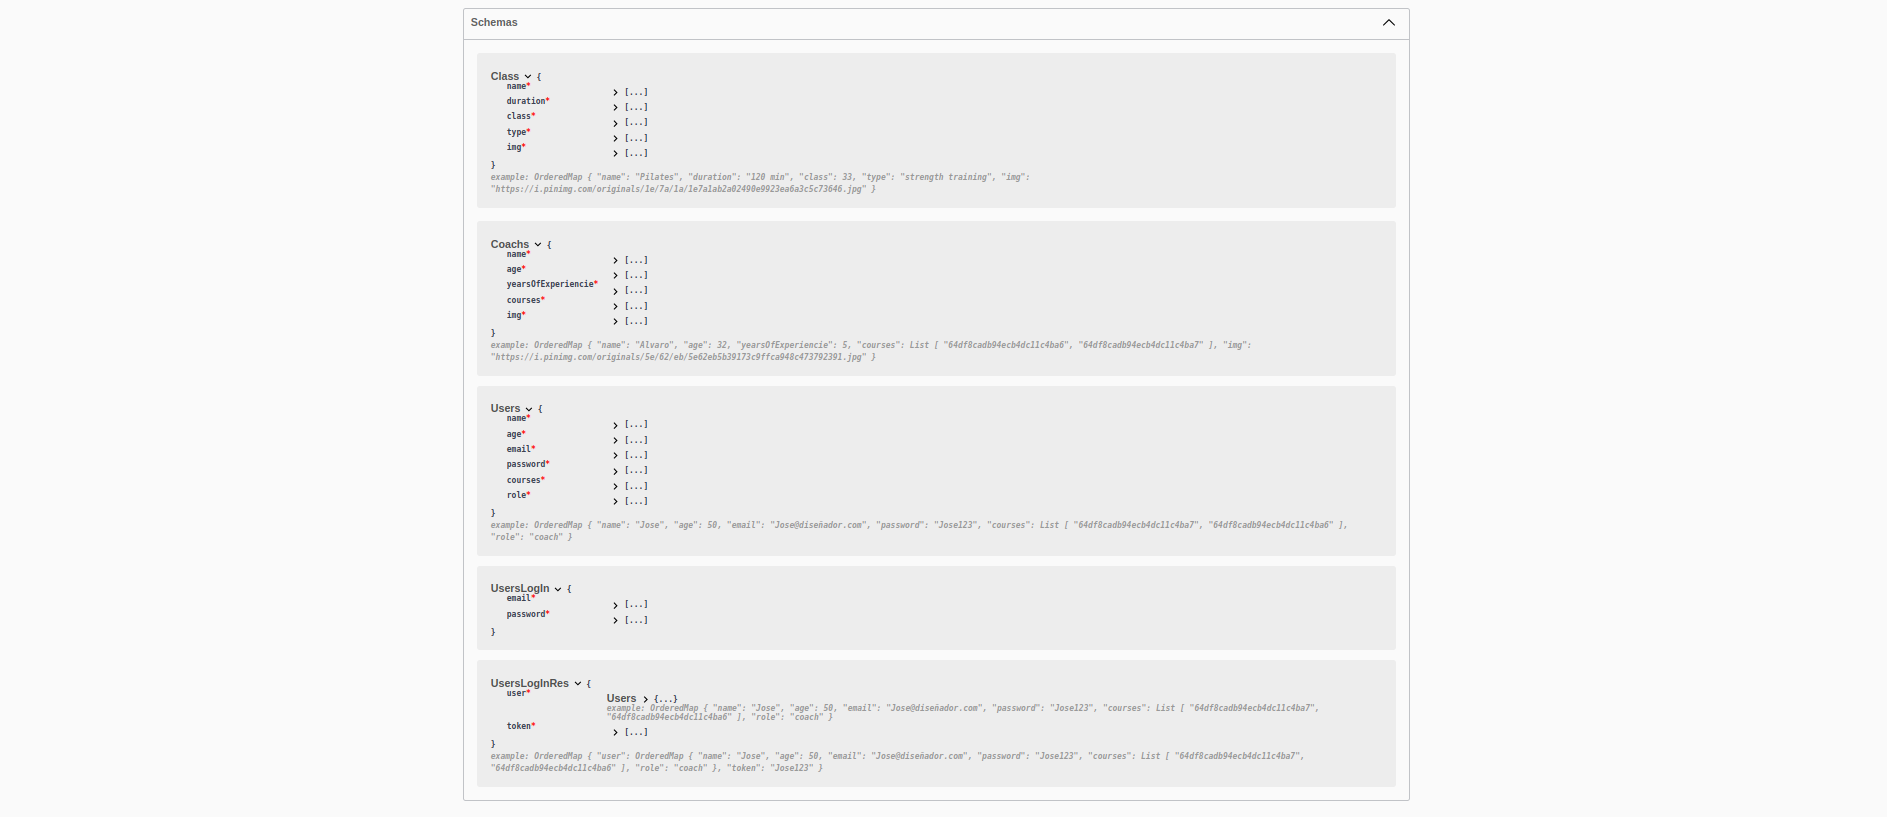 Schemas
Class {
name*
[...]
duration*
[...]
class*
[...]
type*
[...]
img*
[...]
}
example: OrderedMap { "name": "Pilates", "duration": "120 min", "class": 33, "type": "strength training", "img":
"https://i.pinimg.com/originals/1e/7a/1a/1e7a1ab2a02490e9923ea6a3c5c73646.jpg" }
Coachs {
name*
[...]
age*
[...]
yearsOfExperiencie*
[...]
courses*
[...]
img*
[...]
}
example: OrderedMap { "name": "Alvaro", "age": 32, "yearsOfExperiencie": 5, "courses": List [ "64df8cadb94ecb4dc11c4ba6", "64df8cadb94ecb4dc11c4ba7" ], "img":
"https://i.pinimg.com/originals/5e/62/eb/5e62eb5b39173c9ffca948c473792391.jpg" }
Users {
name*
[...]
age*
[...]
email*
[...]
password*
[...]
courses*
[...]
role*
[...]
}
example: OrderedMap { "name": "Jose", "age": 50, "email": "Jose@diseñador.com", "password": "Jose123", "courses": List [ "64df8cadb94ecb4dc11c4ba7", "64df8cadb94ecb4dc11c4ba6" ],
"role": "coach" }
UsersLogIn {
email*
[...]
password*
[...]
}
UsersLogInRes {
user*
Users {...}
example: OrderedMap { "name": "Jose", "age": 50, "email": "Jose@diseñador.com", "password": "Jose123", "courses": List [ "64df8cadb94ecb4dc11c4ba7",
"64df8cadb94ecb4dc11c4ba6" ], "role": "coach" }
token*
[...]
}
example: OrderedMap { "user": OrderedMap { "name": "Jose", "age": 50, "email": "Jose@diseñador.com", "password": "Jose123", "courses": List [ "64df8cadb94ecb4dc11c4ba7",
"64df8cadb94ecb4dc11c4ba6" ], "role": "coach" }, "token": "Jose123" }